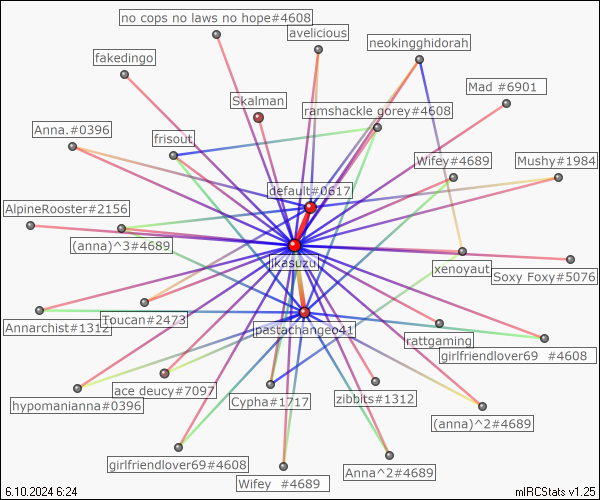 no cops no laws no hope#4608
avelicious
neokingghidorah
fakedingo
Mad #6901
Skalman
ramshackle gorey#4608
Anna.#0396
frisout
Wifey#4689
Mushy#1984
default#0617
AlpineRooster#2156
(anna)^3#4689
ikasuzu
xenoyaut
Soxy Foxy#5076
Annarchist#1312
Toucan#2473
pastachangeo41
rattgaming
girlfriendlover69 #4608
ace deucy#7097
hypomanianna#0396
Cypha#1717
zibbits#1312
(anna)^2#4689
girlfriendlover69#4608
Wifey #4689
Anna^2#4689
6.10.2024 6:24
mIRCStats v1.25